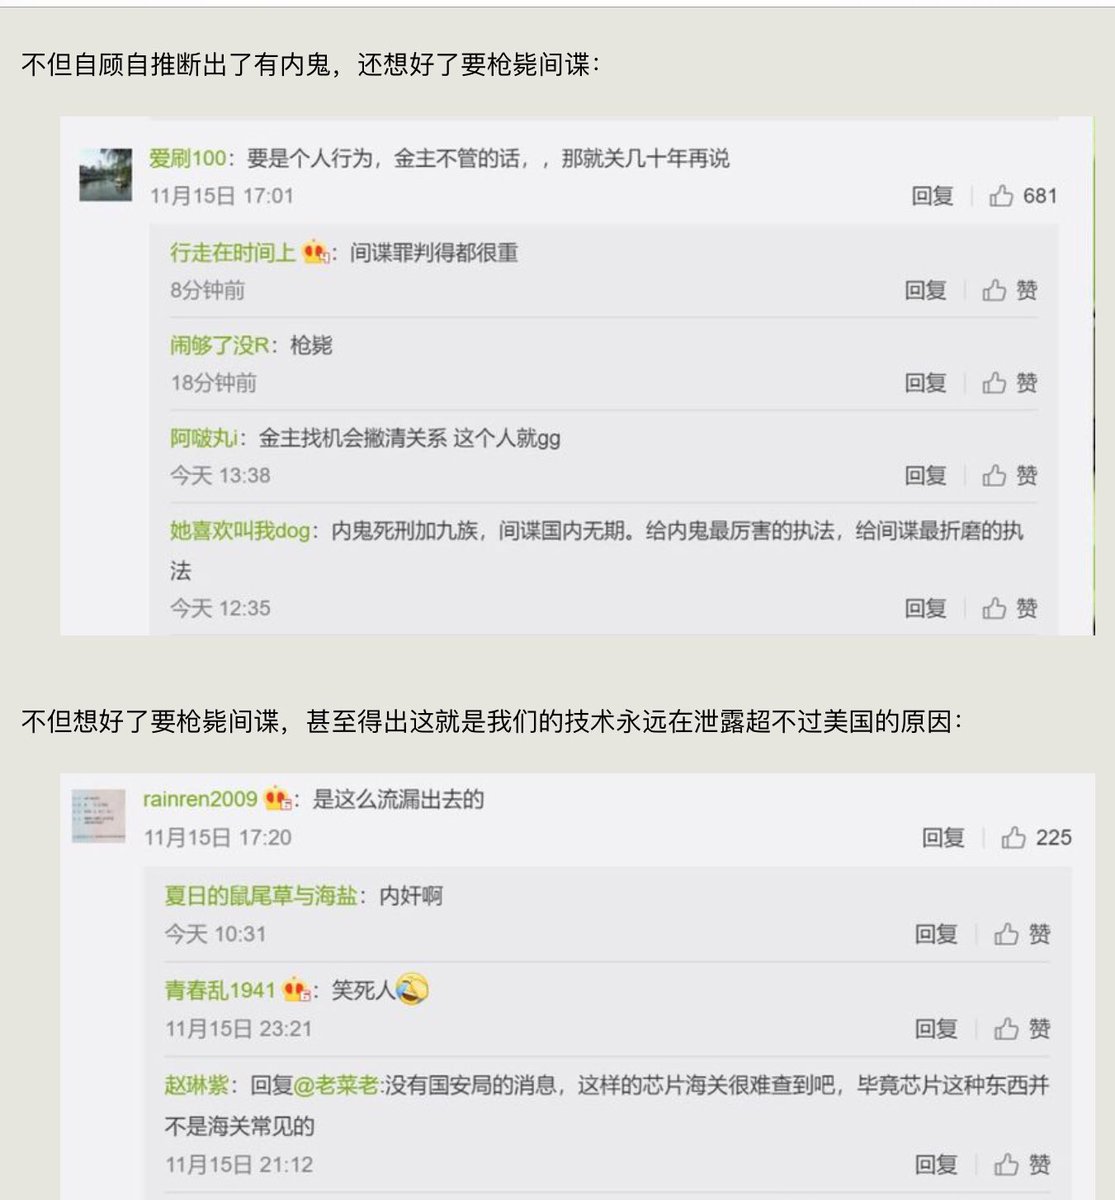 不但自顾自推断出了有内鬼，还想好了要枪毙间谍：
爱刷100：要是个人行为，金主不管的话，，那就关几十年再说
11月15日 17:01 回复 681
行走在时间上：间谍罪判得都很重
8分钟前 回复 赞
闹够了没R：枪毙
18分钟前 回复 赞
阿啵丸i：金主找机会撇清关系 这个人就gg
今天 13:38 回复 赞
她喜欢叫我dog：内鬼死刑加九族，间谍国内无期。给内鬼最厉害的执法，给间谍最折磨的执
法
今天 12:35 回复 赞
不但想好了要枪毙间谍，甚至得出这就是我们的技术永远在泄露超不过美国的原因：
rainren2009：是这么流漏出去的
11月15日 17:20 回复 225
夏日的鼠尾草与海盐：内奸啊
今天 10:31 回复 赞
青春乱1941：笑死人
11月15日 23:21 回复 赞
赵琳紫：回复@老菜老:没有国安局的消息，这样的芯片海关很难查到吧，毕竟芯片这种东西并
不是海关常见的
11月15日 21:12 回复 赞